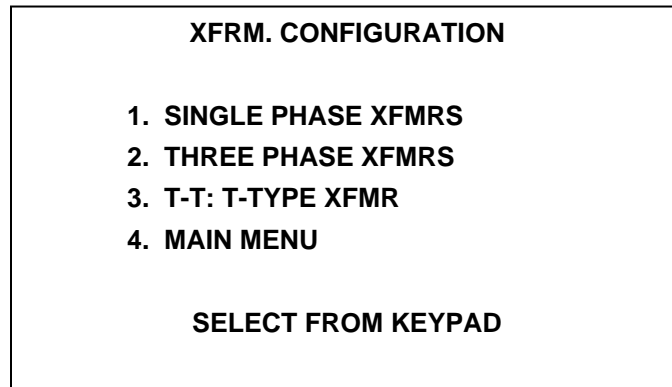 XFRM. CONFIGURATION
1. SINGLE PHASE XFMRS
2. THREE PHASE XFMRS
3. T-T: T-TYPE XFMR
4. MAIN MENU
SELECT FROM KEYPAD